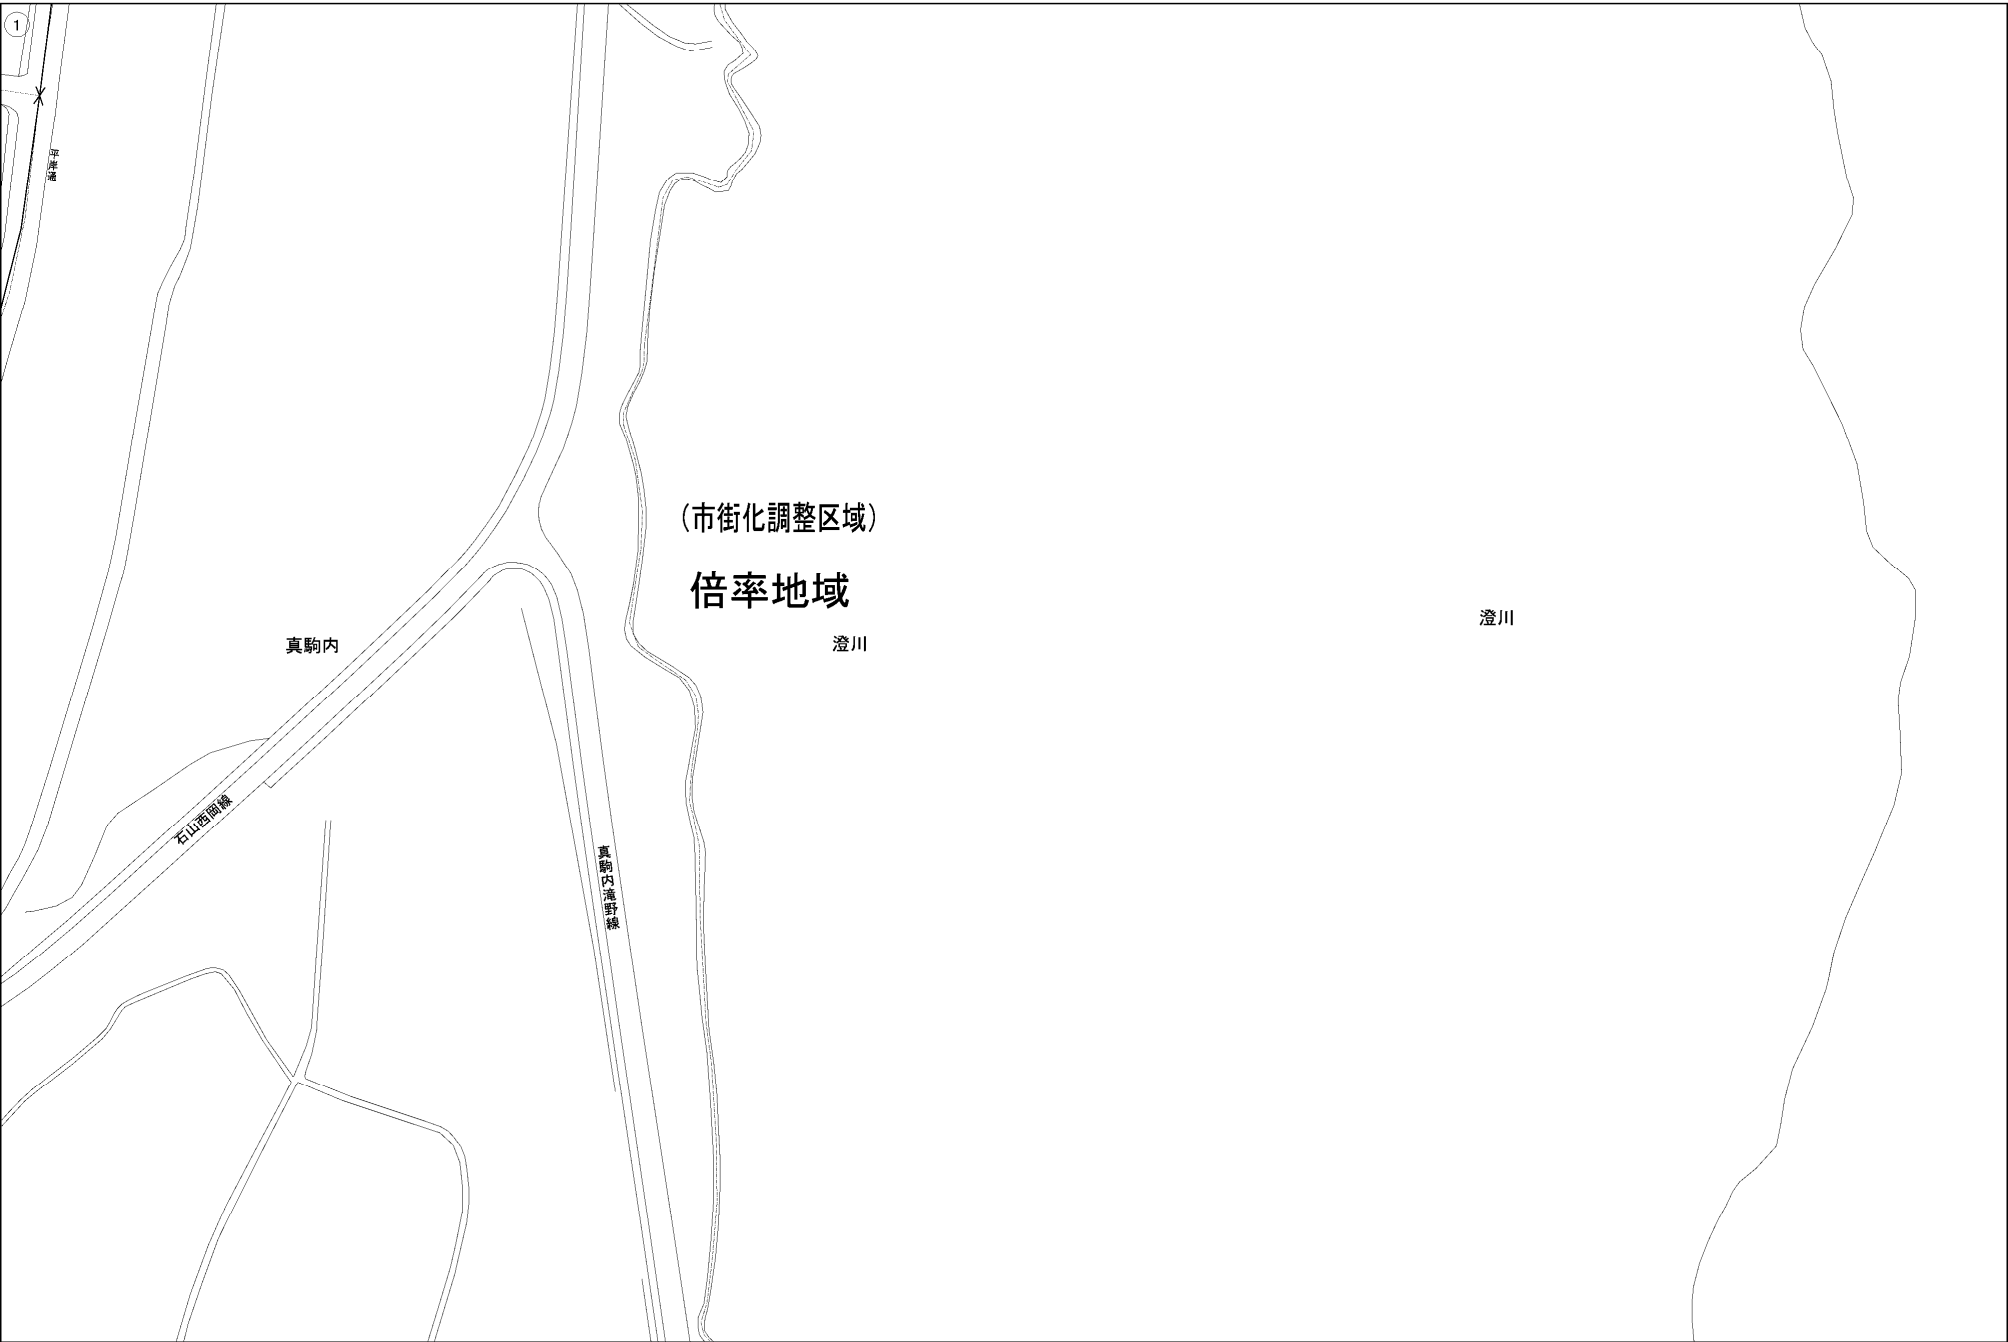 1
平岸通
（市街化調整区域）
倍率地域
澄川
真駒内
澄川
石山西岡線
真駒内滝野線